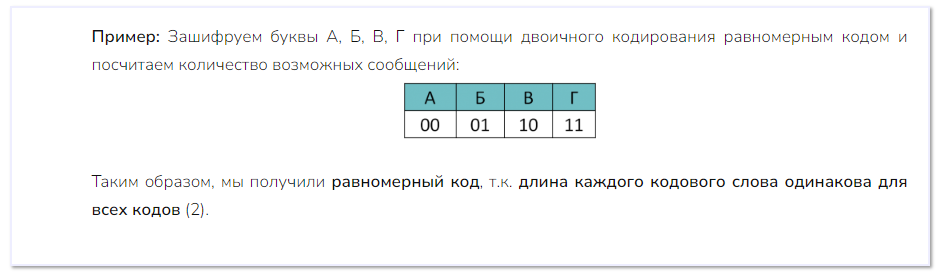 Пример: Зашифруем буквы А, Б, В, Г при помощи двоичного кодирования равномерным кодом и
посчитаем количество возможных сообщений:
А Б В Г
00 01 10 11
Таким образом, мы получили равномерный код, т.к. длина каждого кодового слова одинакова для
всех кодов (2).